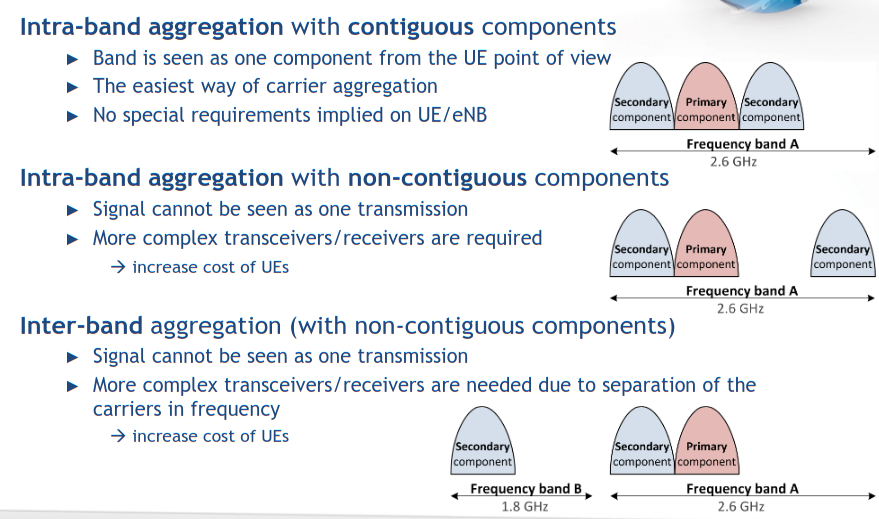 Intra-band aggregation with contiguous components
► Band is seen as one component from the UE point of view
► The easiest way of carrier aggregation
► No special requirements implied on UE/eNB
Secondary component
Primary component
Secondary component
Frequency band A
2.6 GHz
Intra-band aggregation with non-contiguous components
► Signal cannot be seen as one transmission
► More complex transceivers/receivers are required
→ increase cost of UEs
Secondary component
Primary component
Secondary component
Frequency band A
2.6 GHz
Inter-band aggregation (with non-contiguous components)
► Signal cannot be seen as one transmission
► More complex transceivers/receivers are needed due to separation of the
carriers in frequency
→ increase cost of UEs
Secondary component
Secondary component
Primary component
Frequency band B
1.8 GHz
Frequency band A
2.6 GHz